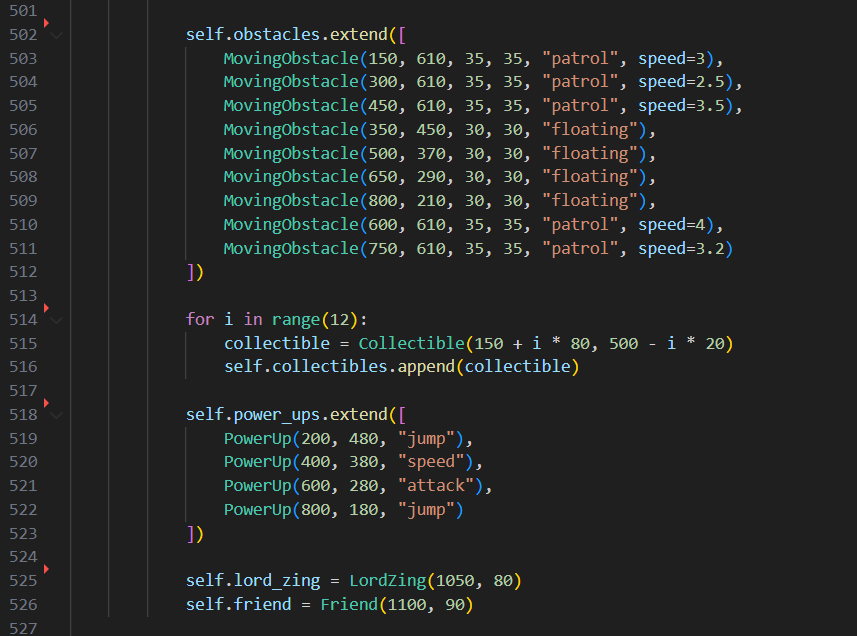 501
502 self.obstacles.extend([
503 MovingObstacle(150, 610, 35, 35, "patrol", speed=3),
504 MovingObstacle(300, 610, 35, 35, "patrol", speed=2.5),
505 MovingObstacle(450, 610, 35, 35, "patrol", speed=3.5),
506 MovingObstacle(350, 450, 30, 30, "floating"),
507 MovingObstacle(500, 370, 30, 30, "floating"),
508 MovingObstacle(650, 290, 30, 30, "floating"),
509 MovingObstacle(800, 210, 30, 30, "floating"),
510 MovingObstacle(600, 610, 35, 35, "patrol", speed=4),
511 MovingObstacle(750, 610, 35, 35, "patrol", speed=3.2)
512 ])
513
514 for i in range(12):
515 collectible = Collectible(150 + i * 80, 500 - i * 20)
516 self.collectibles.append(collectible)
517
518 self.power_ups.extend([
519 PowerUp(200, 480, "jump"),
520 PowerUp(400, 380, "speed"),
521 PowerUp(600, 280, "attack"),
522 PowerUp(800, 180, "jump")
523 ])
524
525 self.lord_zing = LordZing(1050, 80)
526 self.friend = Friend(1100, 90)
527